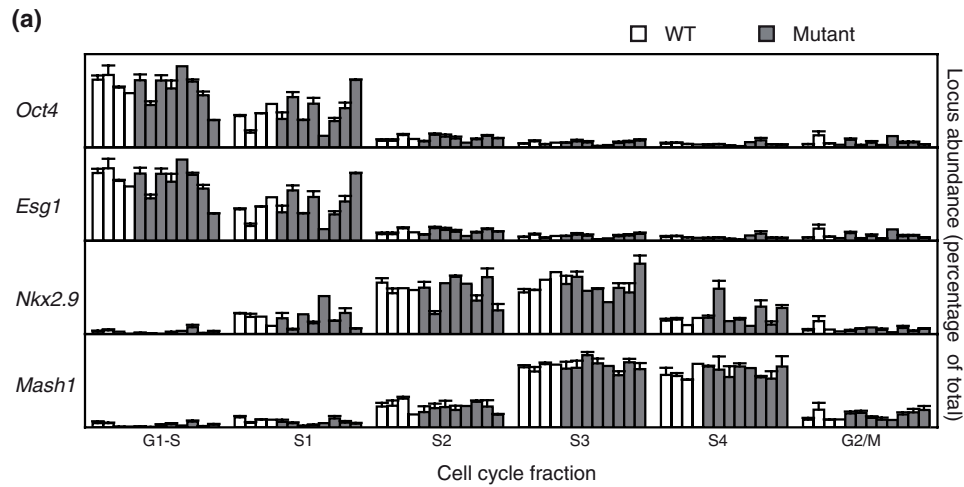 (a)
WT Mutant
Oct4
Esg1
Nkx2.9
Mash1
Locus abundance (percentage of total)
G1-S S1 S2 S3 S4 G2/M
Cell cycle fraction